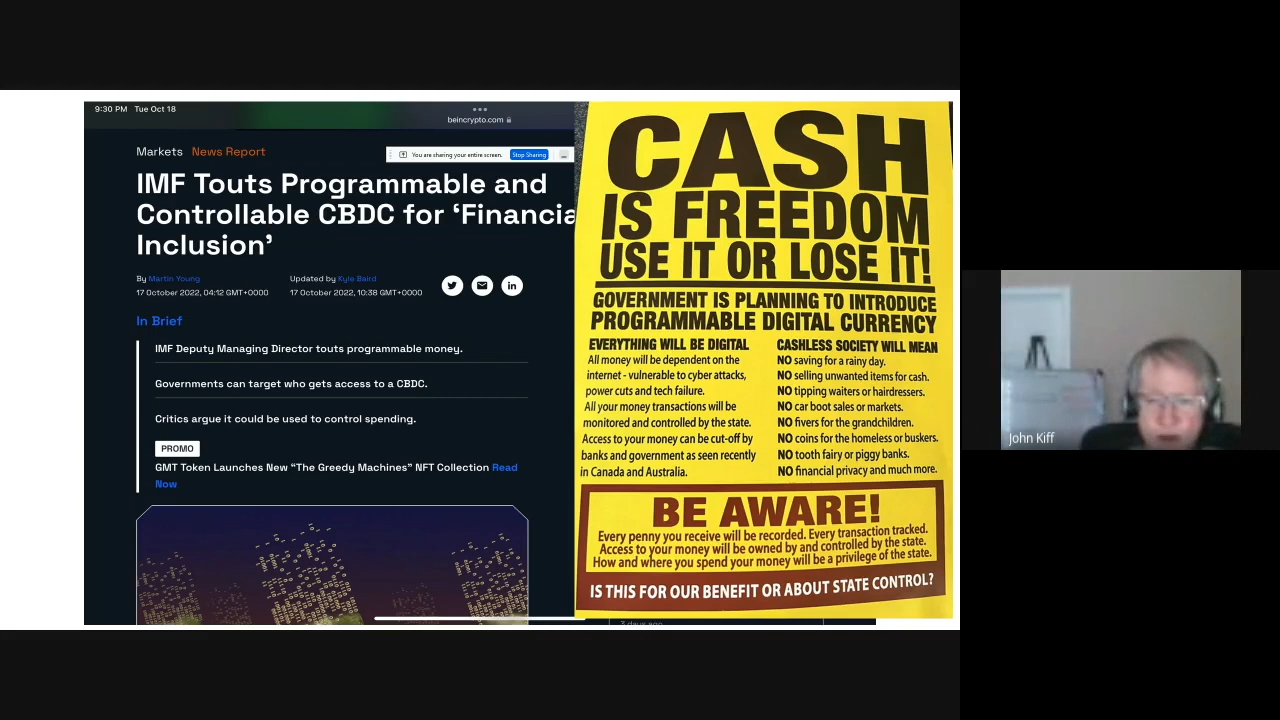 9:30 PM Tue Oct 18
beincrypto.com
Markets News Report
You are sharing your entire screen. Stop Sharing
IMF Touts Programmable and
Controllable CBDC for ‘Financia
Inclusion’
By Martin Young
17 October 2022, 04:12 GMT+0000
Updated by Kyle Baird
17 October 2022, 10:38 GMT+0000
In Brief
IMF Deputy Managing Director touts programmable money.
Governments can target who gets access to a CBDC.
Critics argue it could be used to control spending.
PROMO
GMT Token Launches New “The Greedy Machines” NFT Collection Read
Now
CASH
IS FREEDOM
USE IT OR LOSE IT!
GOVERNMENT IS PLANNING TO INTRODUCE
PROGRAMMABLE DIGITAL CURRENCY
EVERYTHING WILL BE DIGITAL
All money will be dependent on the
internet - vulnerable to cyber attacks,
power cuts and tech failure.
All your money transactions will be
monitored and controlled by the state.
Access to your money can be cut-off by
banks and government as seen recently
in Canada and Australia.
CASHLESS SOCIETY WILL MEAN
NO saving for a rainy day.
NO selling unwanted items for cash.
NO tipping waiters or hairdressers.
NO car boot sales or markets.
NO fivers for the grandchildren.
NO coins for the homeless or buskers.
NO tooth fairy or piggy banks.
NO financial privacy and much more.
BE AWARE!
Every penny you receive will be recorded. Every transaction tracked.
Access to your money will be owned by and controlled by the state.
How and where you spend your money will be a privilege of the state.
IS THIS FOR OUR BENEFIT OR ABOUT STATE CONTROL?
3 days ago
John Kiff